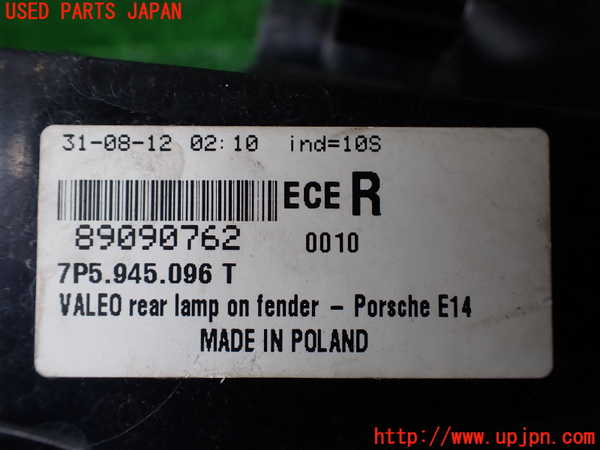 USED PARTS JAPAN
31-08-12 02:10 ind=10S
ECE R
89090762 0010
7P5.945.096 T
VALEO rear lamp on fender - Porsche E14
MADE IN POLAND
http://www.upjpn.com/